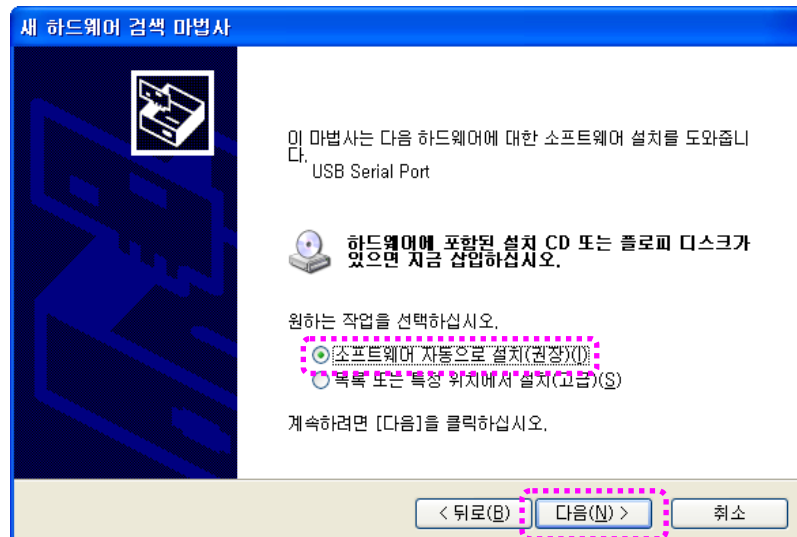 새 하드웨어 검색 마법사
이 마법사는 다음 하드웨어에 대한 소프트웨어 설치를 도와줍니
다.
USB Serial Port
하드웨어에 포함된 설치 CD 또는 플로피 디스크가
있으면 지금 삽입하십시오.
원하는 작업을 선택하십시오.
소프트웨어 자동으로 설치(권장)(I)
목록 또는 특정 위치에서 설치(고급)(S)
계속하려면 [다음]을 클릭하십시오.
< 뒤로(B) 다음(N) > 취소